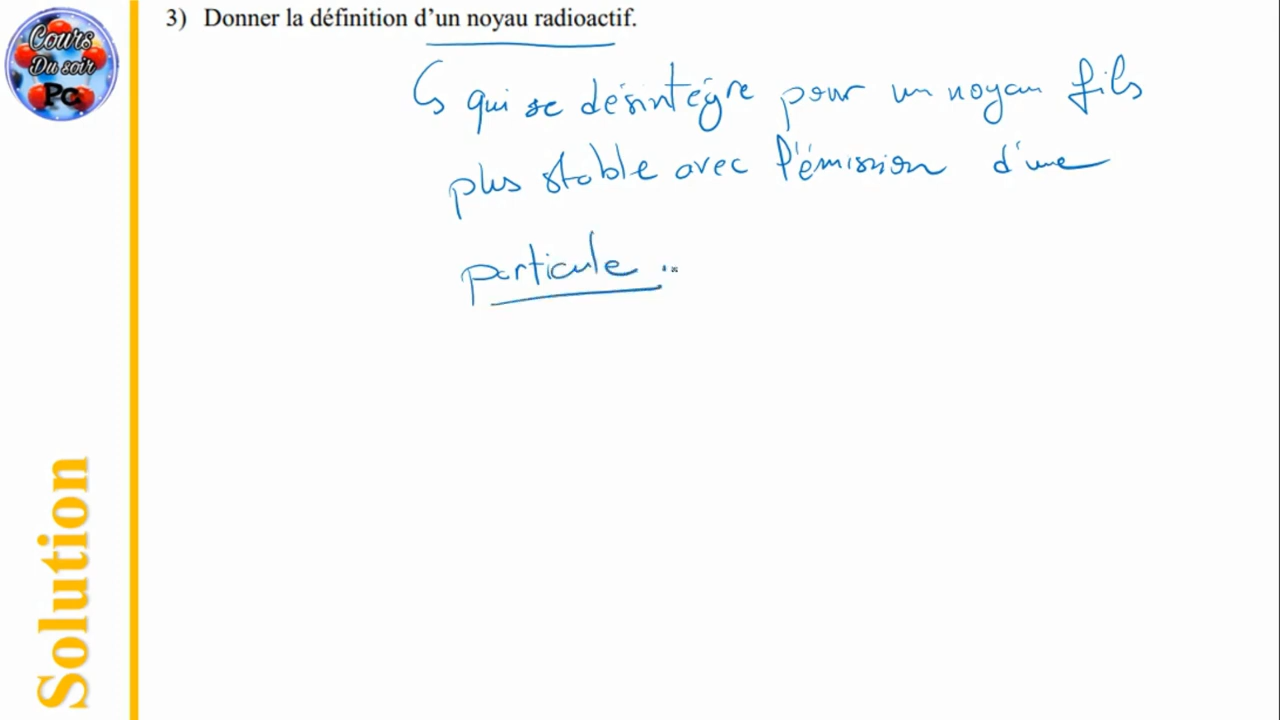 Cours
Du soir
PC
3) Donner la définition d'un noyau radioactif.
qui se désintègre pour un noyau fils
plus stable avec l'émission d'une
particule ..
Solution